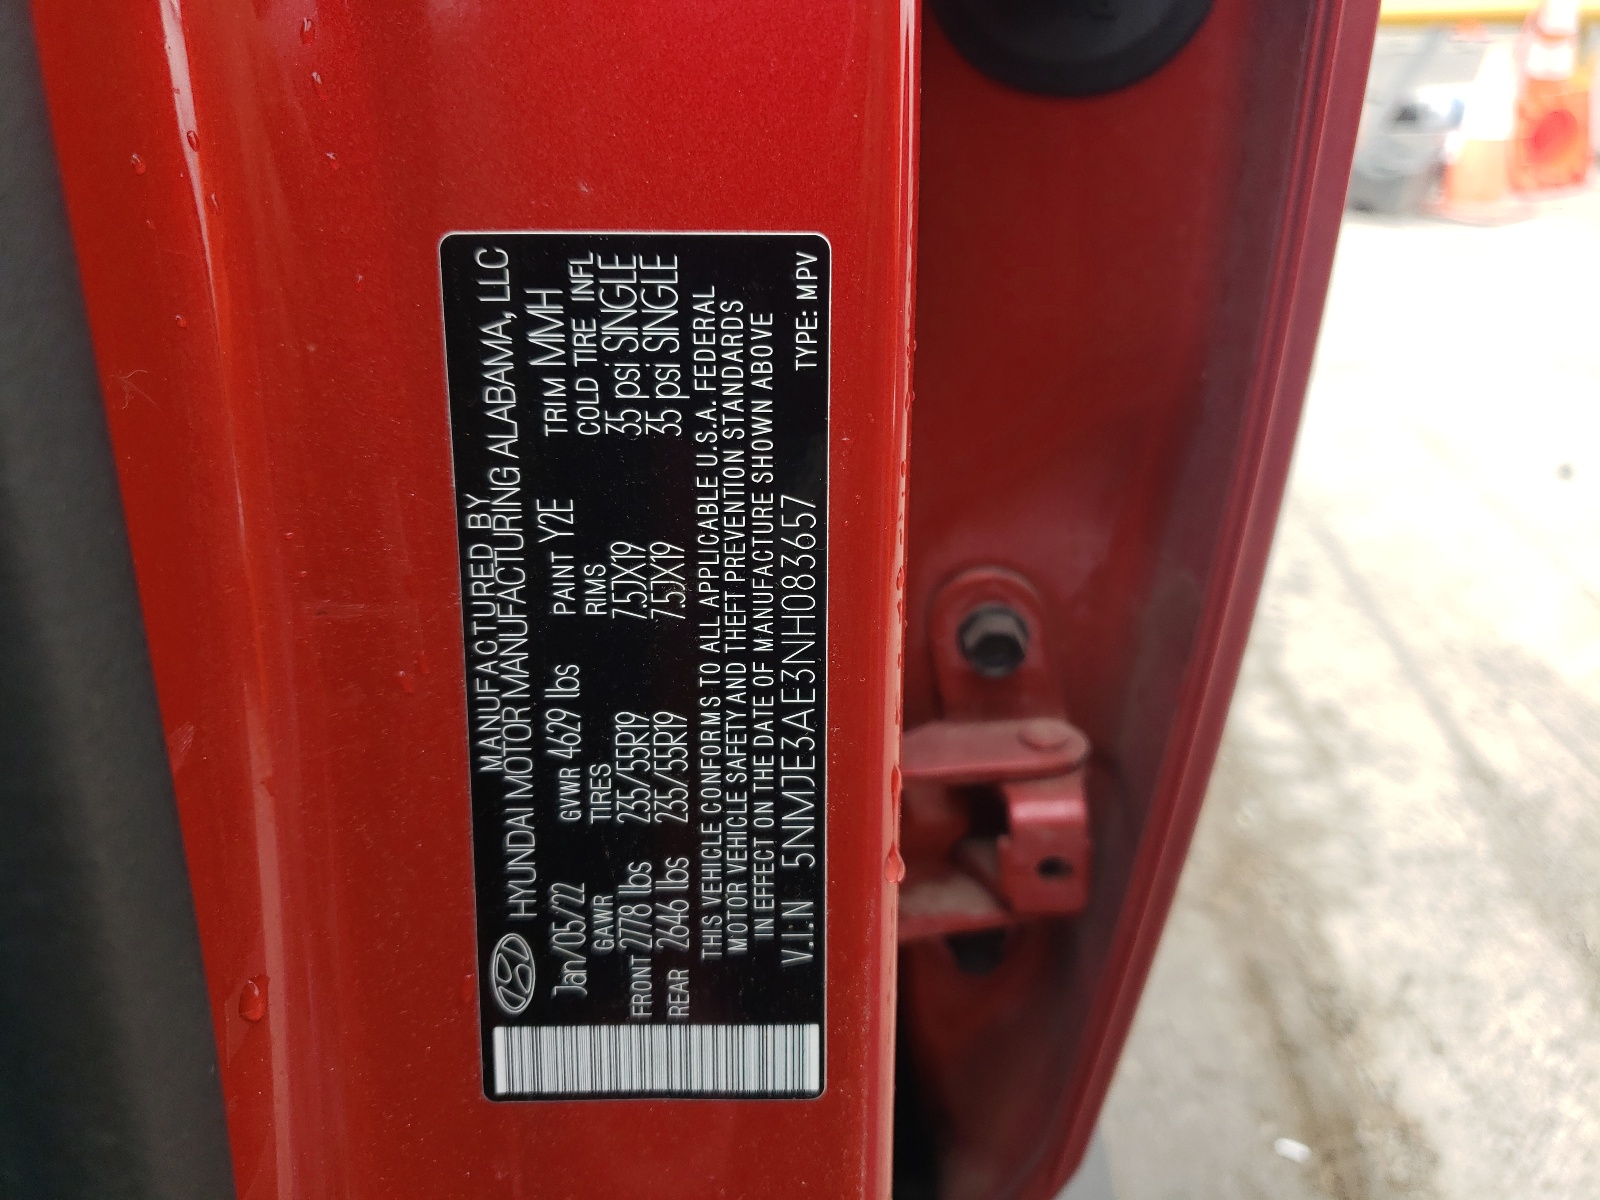 MANUFACTURED BY
HYUNDAI MOTOR MANUFACTURING ALABAMA, LLC
Jan/05/22 GVWR 4629 lbs PAINT Y2E TRIM MMH
GAWR TIRES RIMS COLD TIRE INFL
FRONT 2778 lbs 235/55R19 7.5JX19 35 psi SINGLE
REAR 2646 lbs 235/55R19 7.5JX19 35 psi SINGLE
THIS VEHICLE CONFORMS TO ALL APPLICABLE U.S.A. FEDERAL
MOTOR VEHICLE SAFETY AND THEFT PREVENTION STANDARDS
IN EFFECT ON THE DATE OF MANUFACTURE SHOWN ABOVE
V.I.N 5NMJE3AE3NH083657 TYPE: MPV